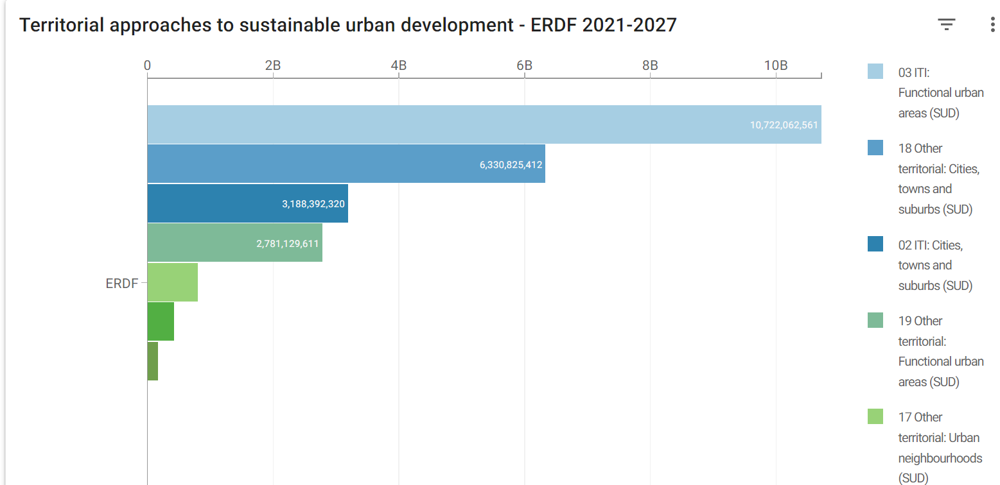 Territorial approaches to sustainable urban development - ERDF 2021-2027
0 2B 4B 6B 8B 10B
10,722,062,561
6,330,825,412
3,188,392,320
2,781,129,611
ERDF
03 ITI:
Functional urban
areas (SUD)
18 Other
territorial: Cities,
towns and
suburbs (SUD)
02 ITI: Cities,
towns and
suburbs (SUD)
19 Other
territorial:
Functional urban
areas (SUD)
17 Other
territorial: Urban
neighbourhoods
(SUD)